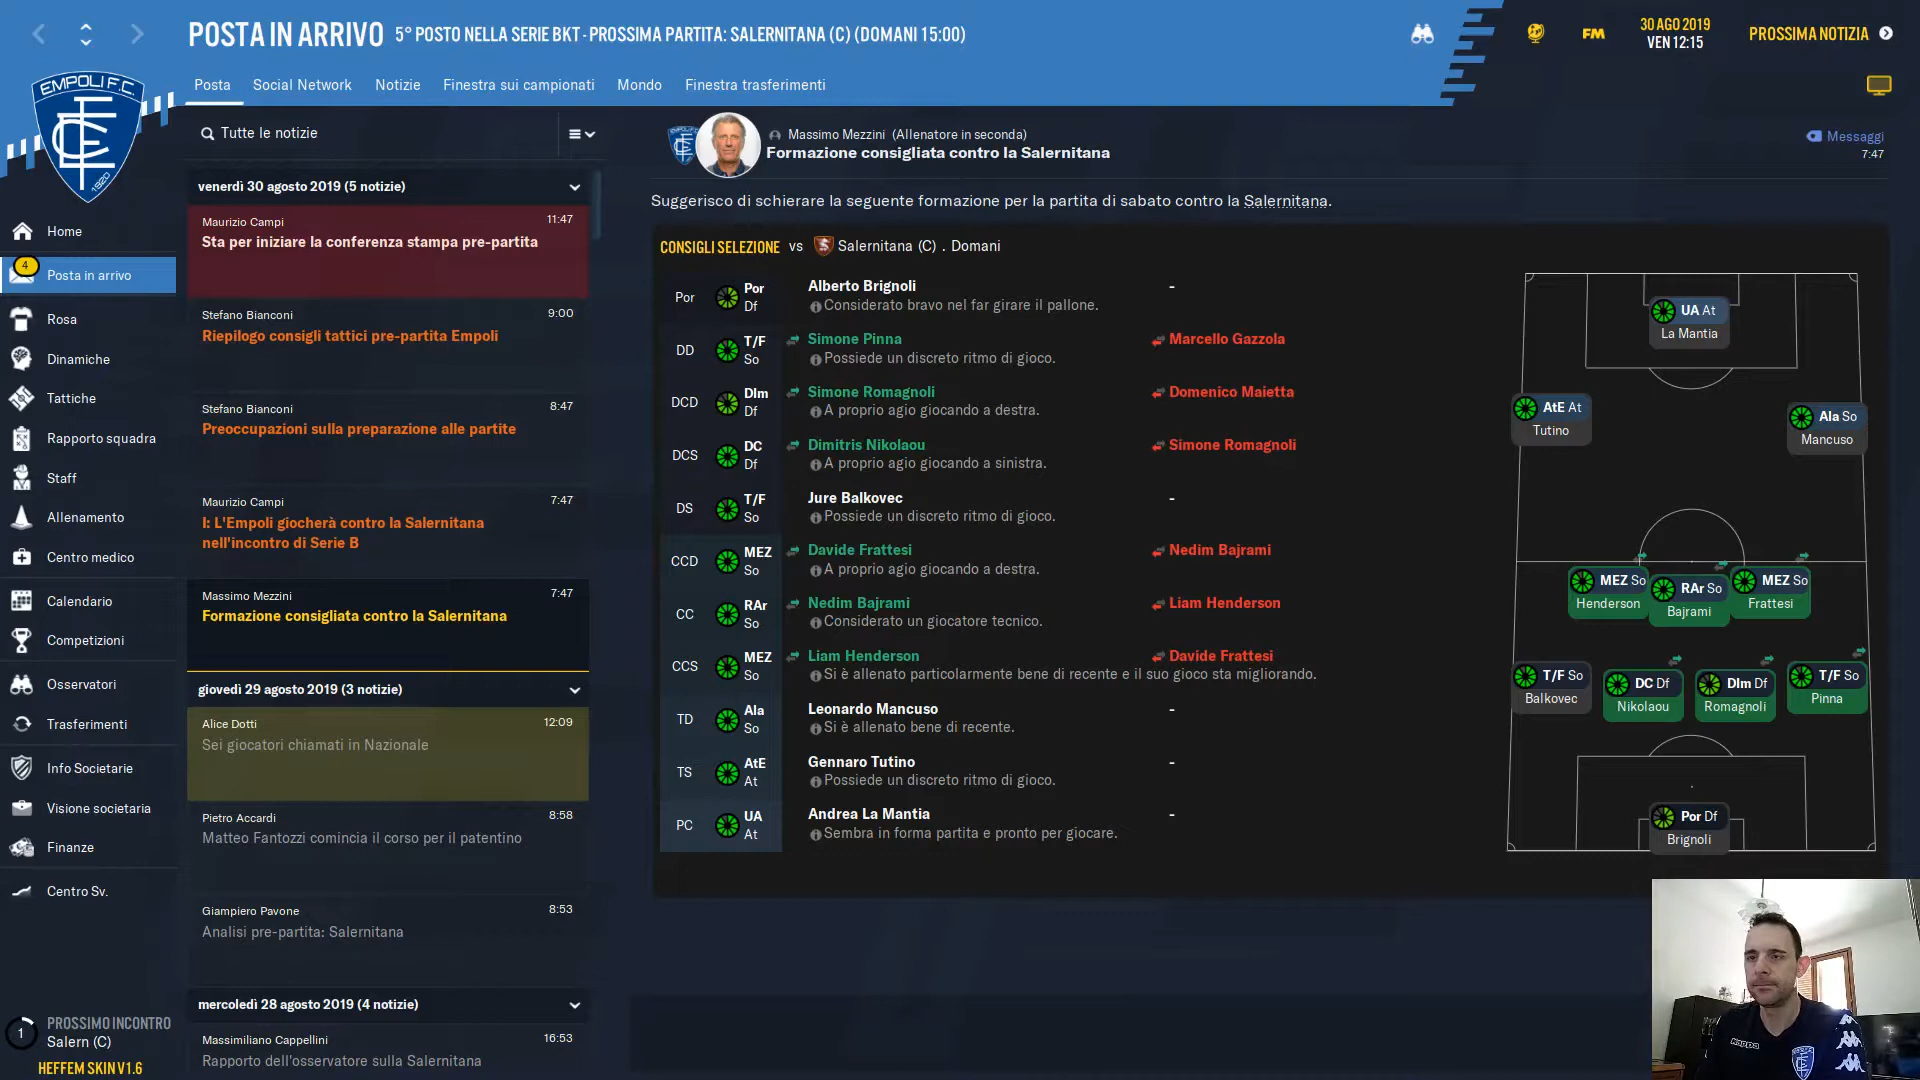 POSTA IN ARRIVO
5° POSTO NELLA SERIE BKT - PROSSIMA PARTITA: SALERNITANA (C) (DOMANI 15:00)
FM
30 AGO 2019
VEN 12:15
PROSSIMA NOTIZIA
Posta
Social Network
Notizie
Finestra sui campionati
Mondo
Finestra trasferimenti
EMPOLI F.C.
1920
Home
4
Posta in arrivo
Rosa
Dinamiche
Tattiche
Rapporto squadra
Staff
Allenamento
Centro medico
Calendario
Competizioni
Osservatori
Trasferimenti
Info Societarie
Visione societaria
Finanze
Centro Sv.
1
PROSSIMO INCONTRO
Salern (C)
HEFFEM SKIN V1.6
Tutte le notizie
venerdì 30 agosto 2019 (5 notizie)
Maurizio Campi
11:47
Sta per iniziare la conferenza stampa pre-partita
Stefano Bianconi
9:00
Riepilogo consigli tattici pre-partita Empoli
Stefano Bianconi
8:47
Preoccupazioni sulla preparazione alle partite
Maurizio Campi
7:47
I: L'Empoli giocherà contro la Salernitana
nell'incontro di Serie B
Massimo Mezzini
7:47
Formazione consigliata contro la Salernitana
giovedì 29 agosto 2019 (3 notizie)
Alice Dotti
12:09
Sei giocatori chiamati in Nazionale
Pietro Accardi
8:58
Matteo Fantozzi comincia il corso per il patentino
Giampiero Pavone
8:53
Analisi pre-partita: Salernitana
mercoledì 28 agosto 2019 (4 notizie)
Massimiliano Cappellini
16:53
Rapporto dell'osservatore sulla Salernitana
Massimo Mezzini (Allenatore in seconda)
Formazione consigliata contro la Salernitana
Messaggi
7:47
Suggerisco di schierare la seguente formazione per la partita di sabato contro la Salernitana.
CONSIGLI SELEZIONE vs Salernitana (C) . Domani
Por
Por
Df
Alberto Brignoli
Considerato bravo nel far girare il pallone.
-
DD
T/F
So
Simone Pinna
Possiede un discreto ritmo di gioco.
Marcello Gazzola
DCD
DIm
Df
Simone Romagnoli
A proprio agio giocando a destra.
Domenico Maietta
DCS
DC
Df
Dimitris Nikolaou
A proprio agio giocando a sinistra.
Simone Romagnoli
DS
T/F
So
Jure Balkovec
Possiede un discreto ritmo di gioco.
-
CCD
MEZ
So
Davide Frattesi
A proprio agio giocando a destra.
Nedim Bajrami
CC
RAr
So
Nedim Bajrami
Considerato un giocatore tecnico.
Liam Henderson
CCS
MEZ
So
Liam Henderson
Si è allenato particolarmente bene di recente e il suo gioco sta migliorando.
Davide Frattesi
TD
Ala
So
Leonardo Mancuso
Si è allenato bene di recente.
-
TS
AtE
At
Gennaro Tutino
Possiede un discreto ritmo di gioco.
-
PC
UA
At
Andrea La Mantia
Sembra in forma partita e pronto per giocare.
-
UA At
La Mantia
AtE At
Tutino
Ala So
Mancuso
MEZ So
Henderson
RAr So
Bajrami
MEZ So
Frattesi
T/F So
Balkovec
DC Df
Nikolaou
DIm Df
Romagnoli
T/F So
Pinna
Por Df
Brignoli
Kappa